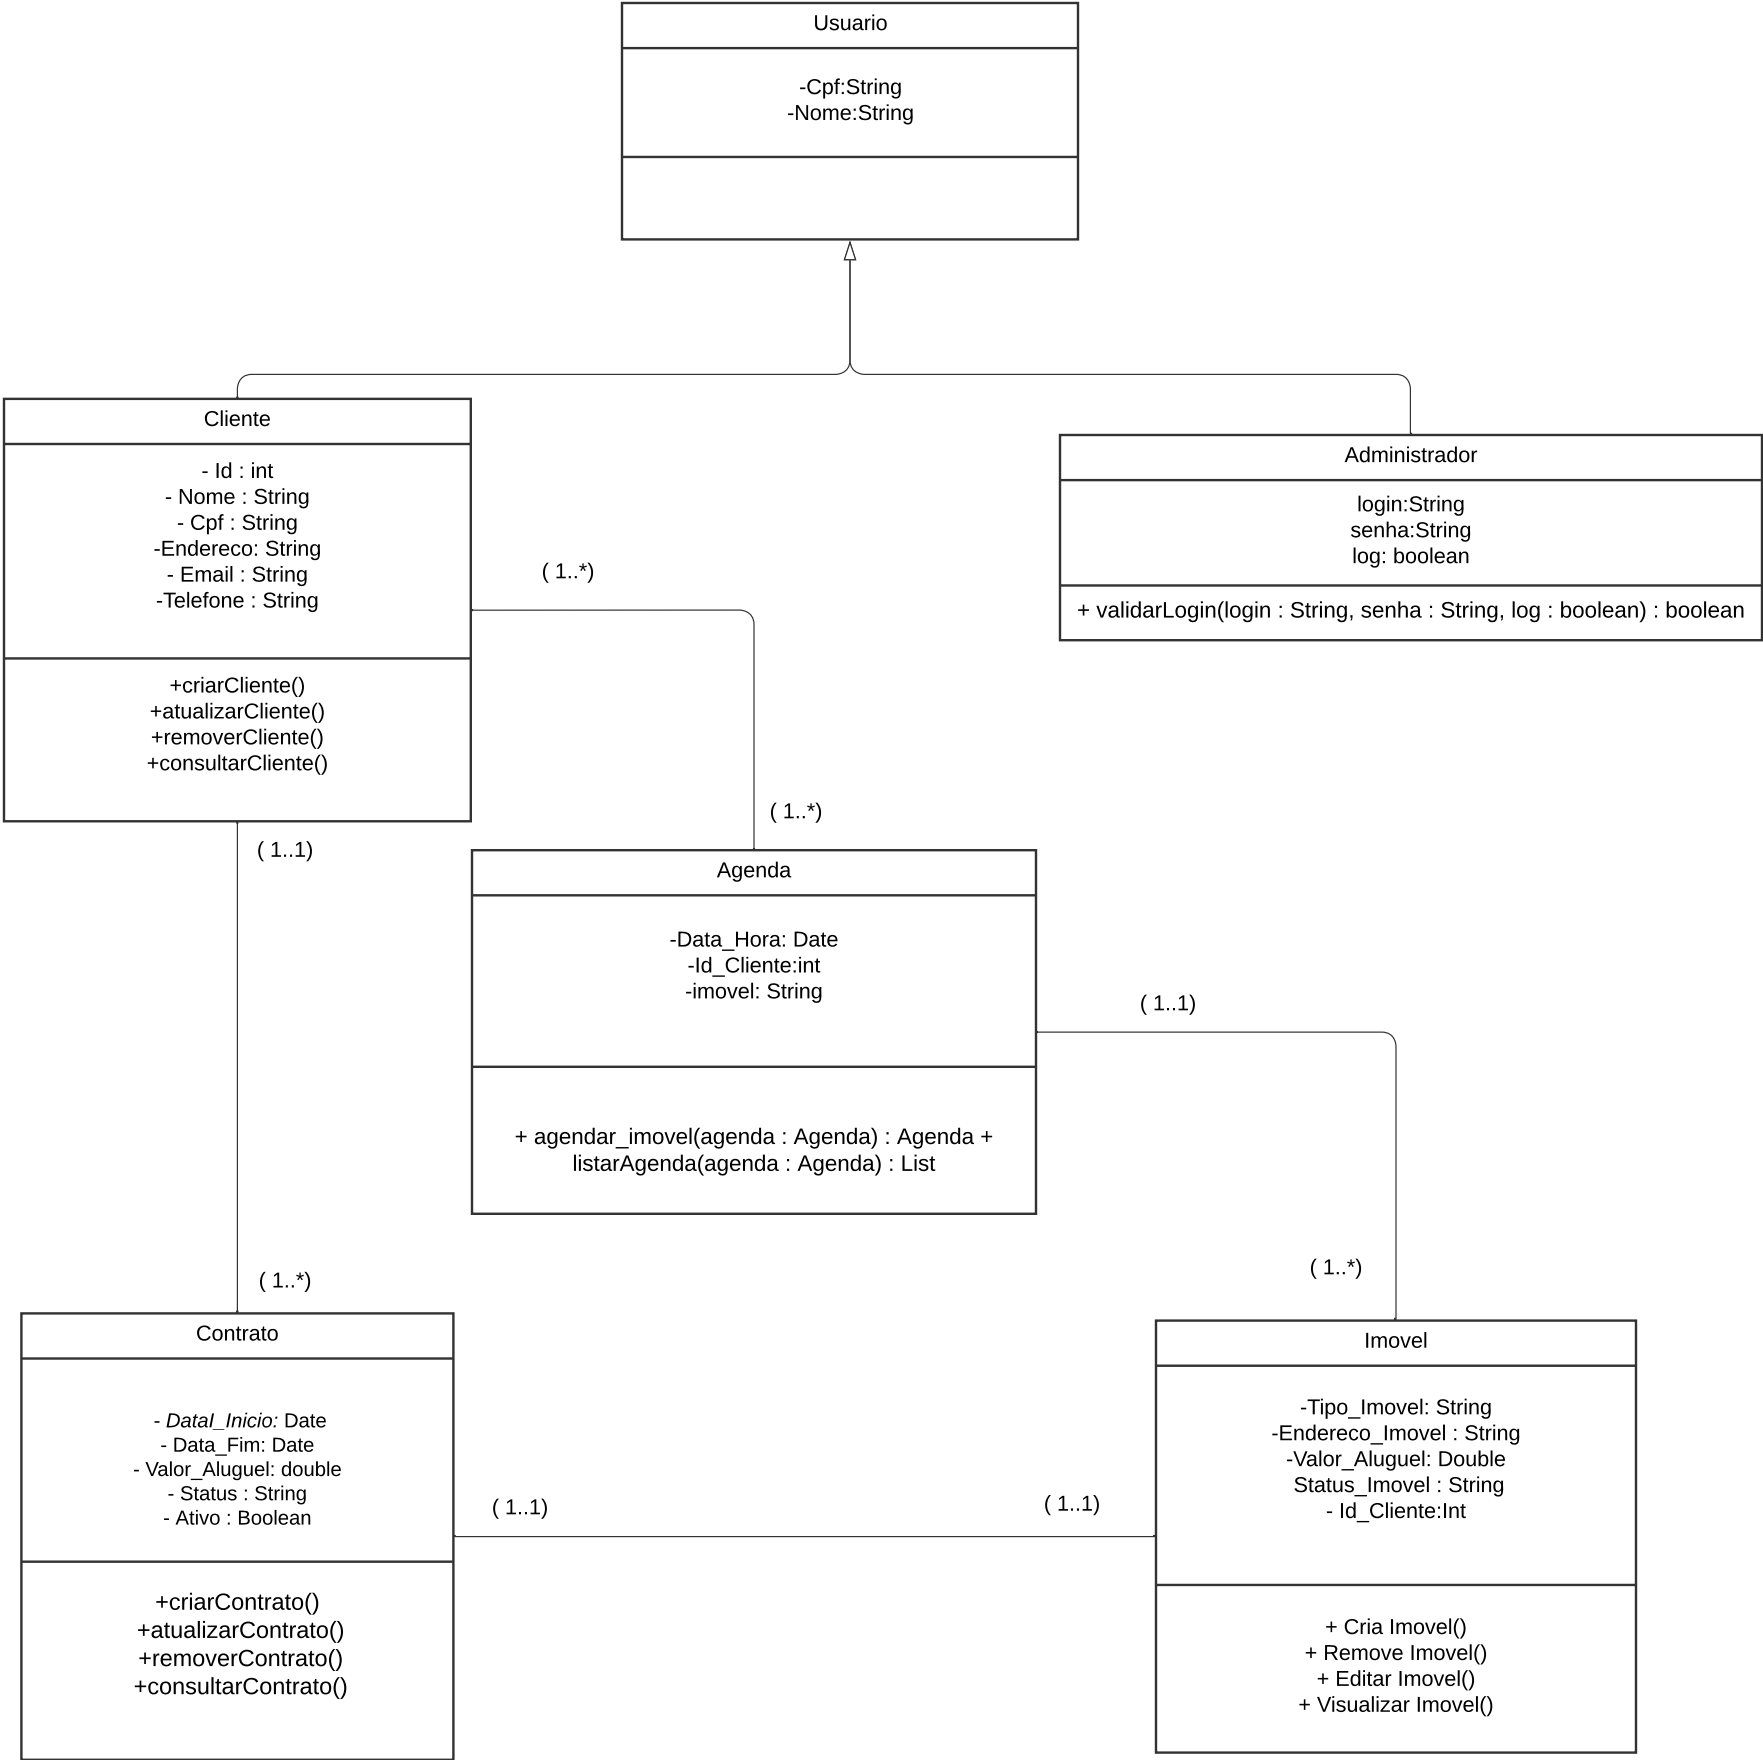 Usuario
-Cpf:String
-Nome:String
Cliente
- Id : int
- Nome : String
- Cpf : String
-Endereco: String
- Email : String
-Telefone : String
+criarCliente()
+atualizarCliente()
+removerCliente()
+consultarCliente()
Administrador
login:String
senha:String
log: boolean
+ validarLogin(login : String, senha : String, log : boolean) : boolean
( 1..*)
( 1..*)
( 1..1)
Agenda
-Data_Hora: Date
-Id_Cliente:int
-imovel: String
+ agendar_imovel(agenda : Agenda) : Agenda +
listarAgenda(agenda : Agenda) : List
( 1..1)
( 1..*)
( 1..*)
Contrato
- DataI_Inicio: Date
- Data_Fim: Date
- Valor_Aluguel: double
- Status : String
- Ativo : Boolean
+criarContrato()
+atualizarContrato()
+removerContrato()
+consultarContrato()
( 1..1)
( 1..1)
Imovel
-Tipo_Imovel: String
-Endereco_Imovel : String
-Valor_Aluguel: Double
Status_Imovel : String
- Id_Cliente:Int
+ Cria Imovel()
+ Remove Imovel()
+ Editar Imovel()
+ Visualizar Imovel()